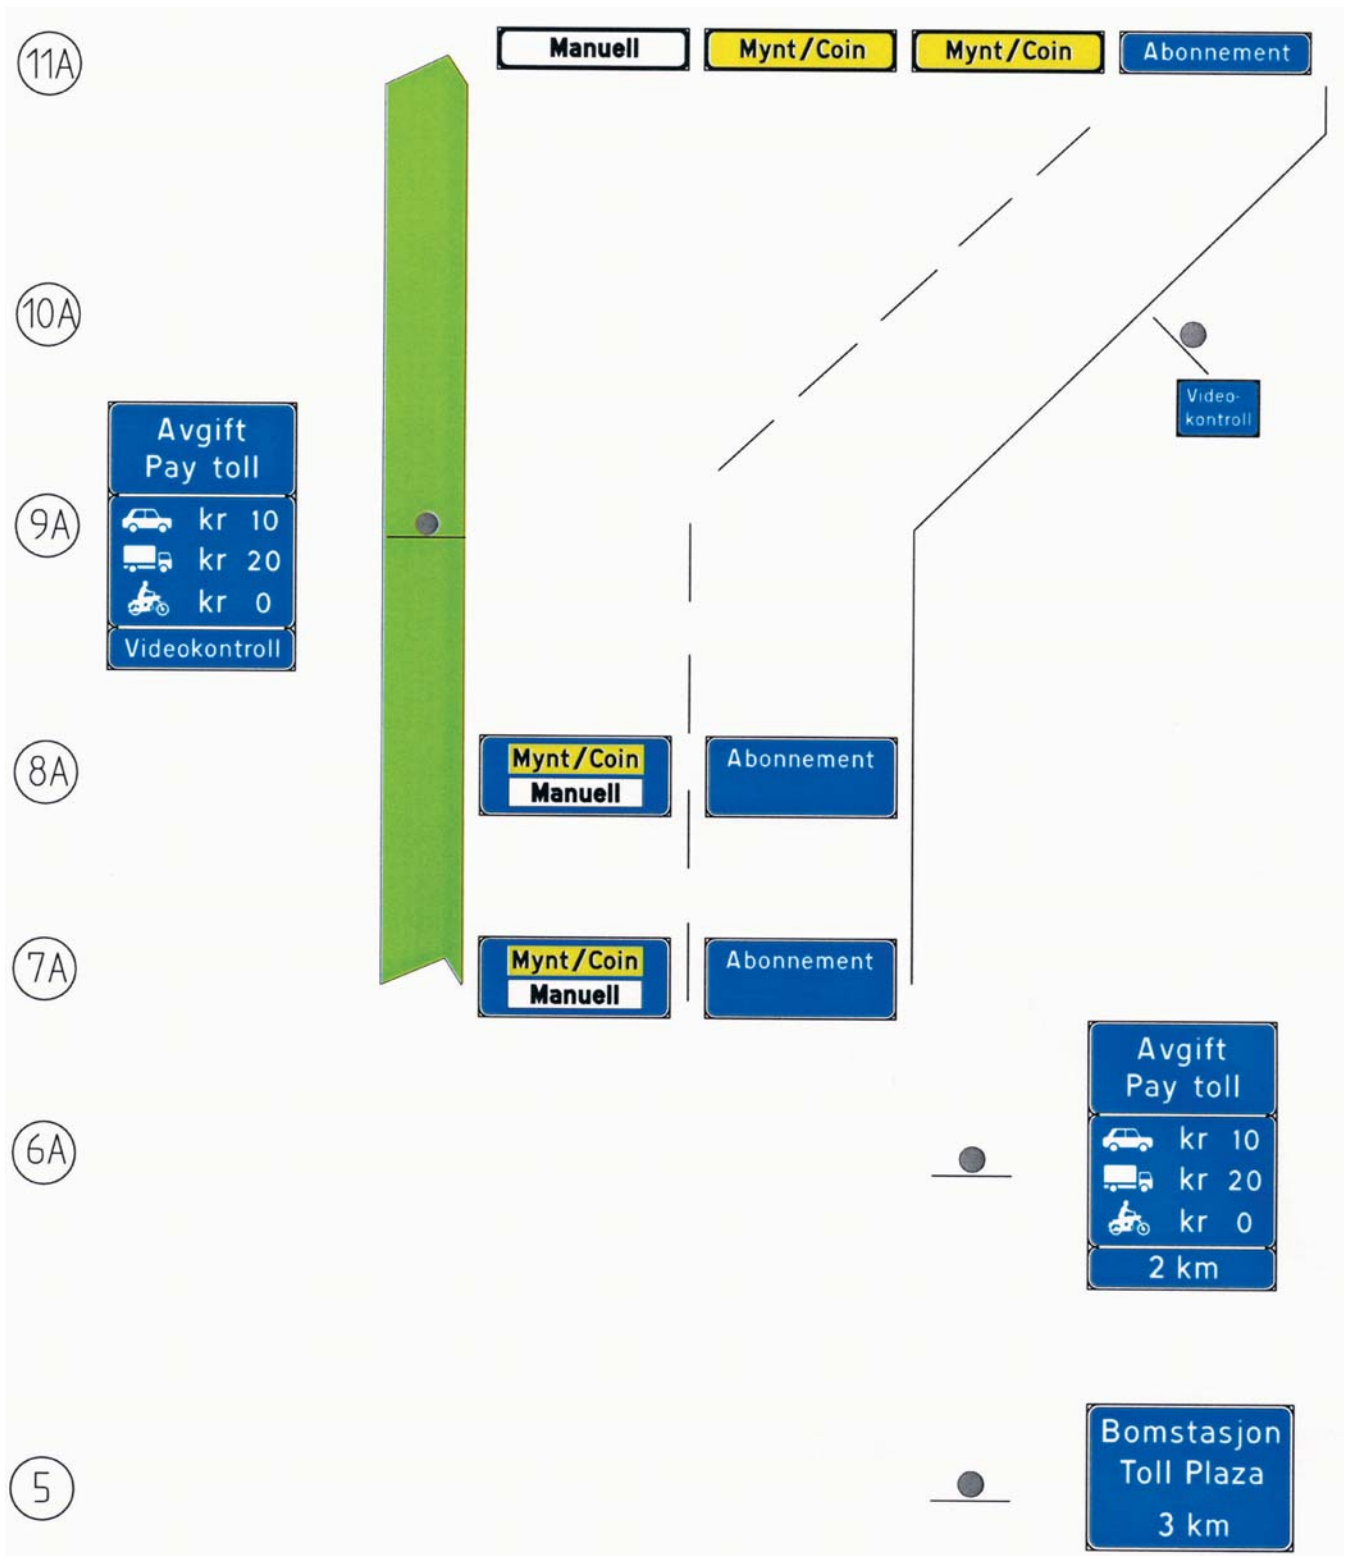 11A
Manuell
Mynt/Coin
Mynt/Coin
Abonnement
10A
Video-
kontroll
Avgift
Pay toll
kr 10
kr 20
kr 0
Videokontroll
9A
8A
Mynt/Coin
Manuell
Abonnement
7A
Mynt/Coin
Manuell
Abonnement
Avgift
Pay toll
kr 10
kr 20
kr 0
2 km
6A
5
Bomstasjon
Toll Plaza
3 km